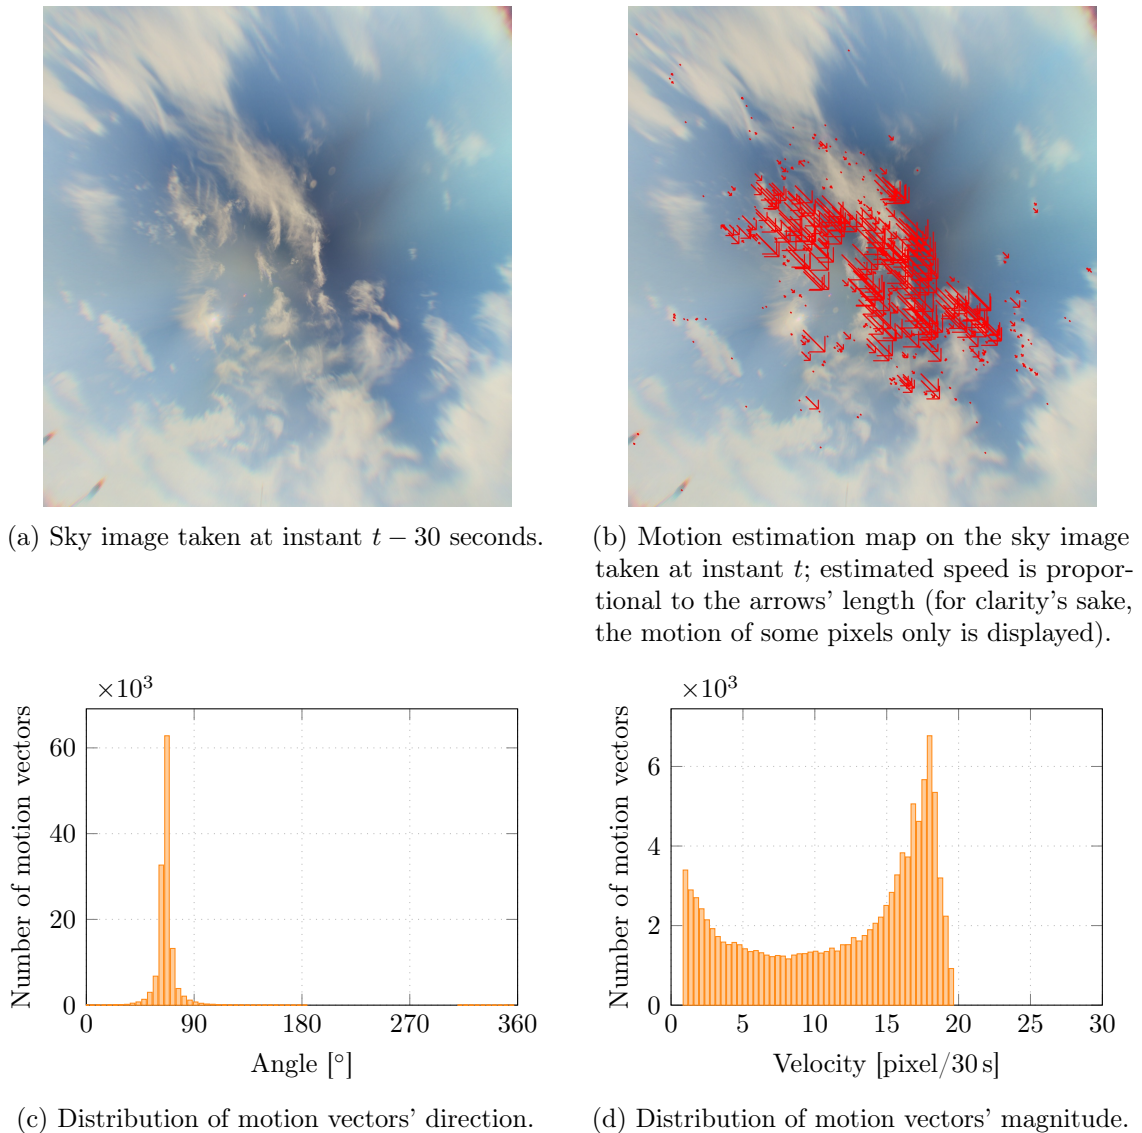 (a) Sky image taken at instant t − 30 seconds.
(b) Motion estimation map on the sky image
taken at instant t; estimated speed is propor-
tional to the arrows' length (for clarity's sake,
the motion of some pixels only is displayed).
×10³
Number of motion vectors
60
40
20
0
0 90 180 270 360
Angle [°]
(c) Distribution of motion vectors' direction.
×10³
Number of motion vectors
6
4
2
0
0 5 10 15 20 25 30
Velocity [pixel/30 s]
(d) Distribution of motion vectors' magnitude.